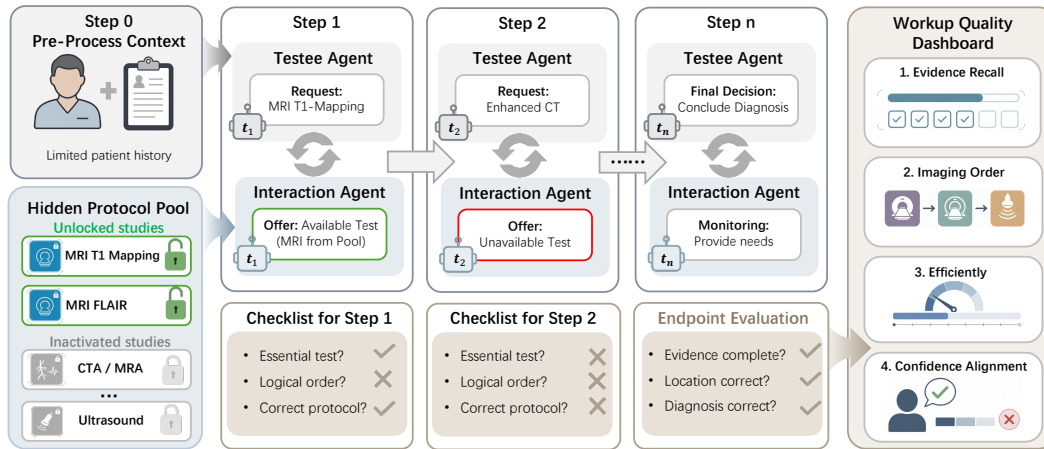 Step 0
Pre-Process Context
Limited patient history
Hidden Protocol Pool
Unlocked studies
MRI T1 Mapping
MRI FLAIR
Inactivated studies
CTA / MRA
...
Ultrasound
Step 1
Testee Agent
Request:
MRI T1-Mapping
t1
Interaction Agent
Offer: Available Test
(MRI from Pool)
t1
Step 2
Testee Agent
Request:
Enhanced CT
t2
Interaction Agent
Offer:
Unavailable Test
t2
......
Step n
Testee Agent
Final Decision:
Conclude Diagnosis
tn
Interaction Agent
Monitoring:
Provide needs
tn
Checklist for Step 1
• Essential test?
• Logical order?
• Correct protocol?
Checklist for Step 2
• Essential test?
• Logical order?
• Correct protocol?
Endpoint Evaluation
• Evidence complete?
• Location correct?
• Diagnosis correct?
Workup Quality
Dashboard
1. Evidence Recall
2. Imaging Order
3. Efficiently
4. Confidence Alignment